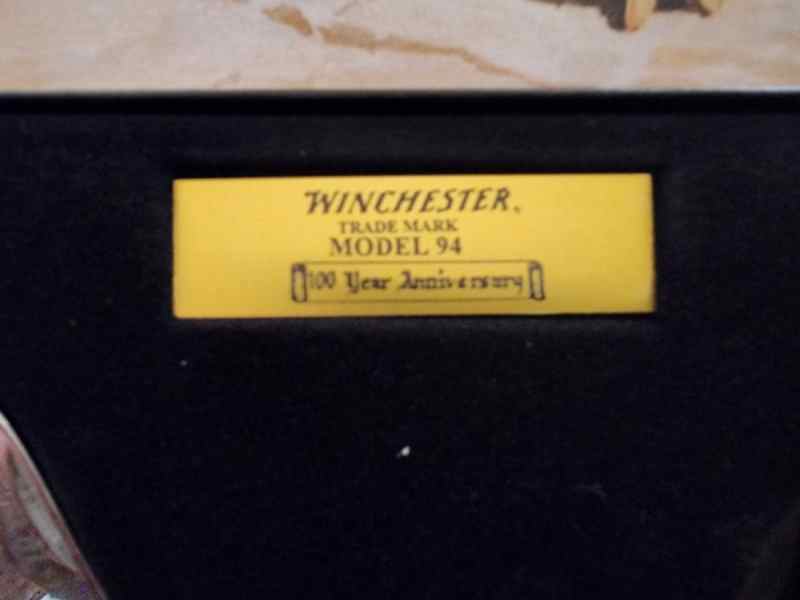 WINCHESTER.
TRADE MARK
MODEL 94
100 Year Anniversary